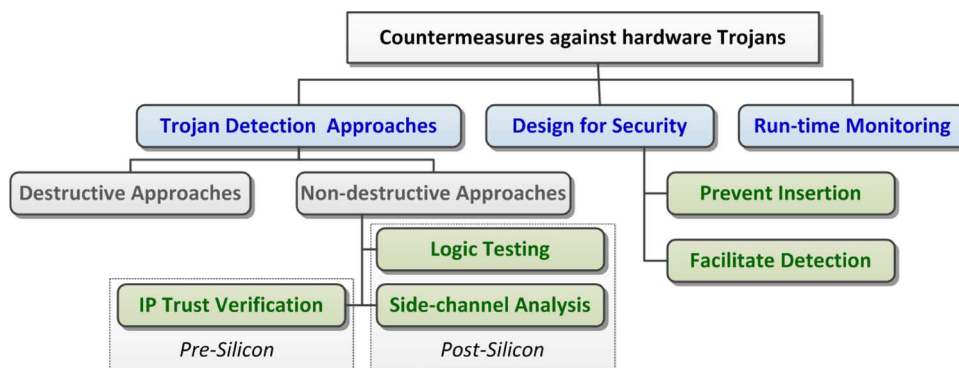 Countermeasures against hardware Trojans
Trojan Detection Approaches
Design for Security
Run-time Monitoring
Destructive Approaches
Non-destructive Approaches
Prevent Insertion
Logic Testing
Facilitate Detection
IP Trust Verification
Side-channel Analysis
Pre-Silicon
Post-Silicon